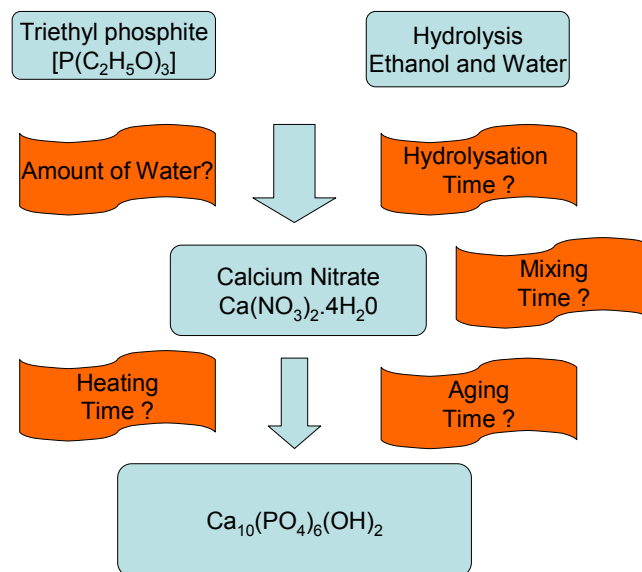 Triethyl phosphite
[P(C₂H₅O)₃]
Hydrolysis
Ethanol and Water
Amount of Water?
Hydrolysation
Time ?
Calcium Nitrate
Ca(NO₃)₂.4H₂0
Mixing
Time ?
Heating
Time ?
Aging
Time ?
Ca₁₀(PO₄)₆(OH)₂